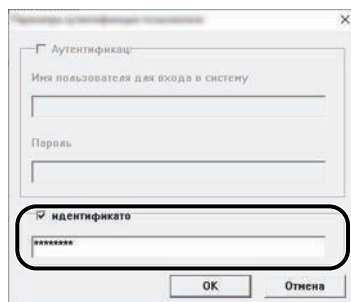 Аутентификац
Имя пользователя для входа в систему
Пароль
идентификато
********
OK
Отмена